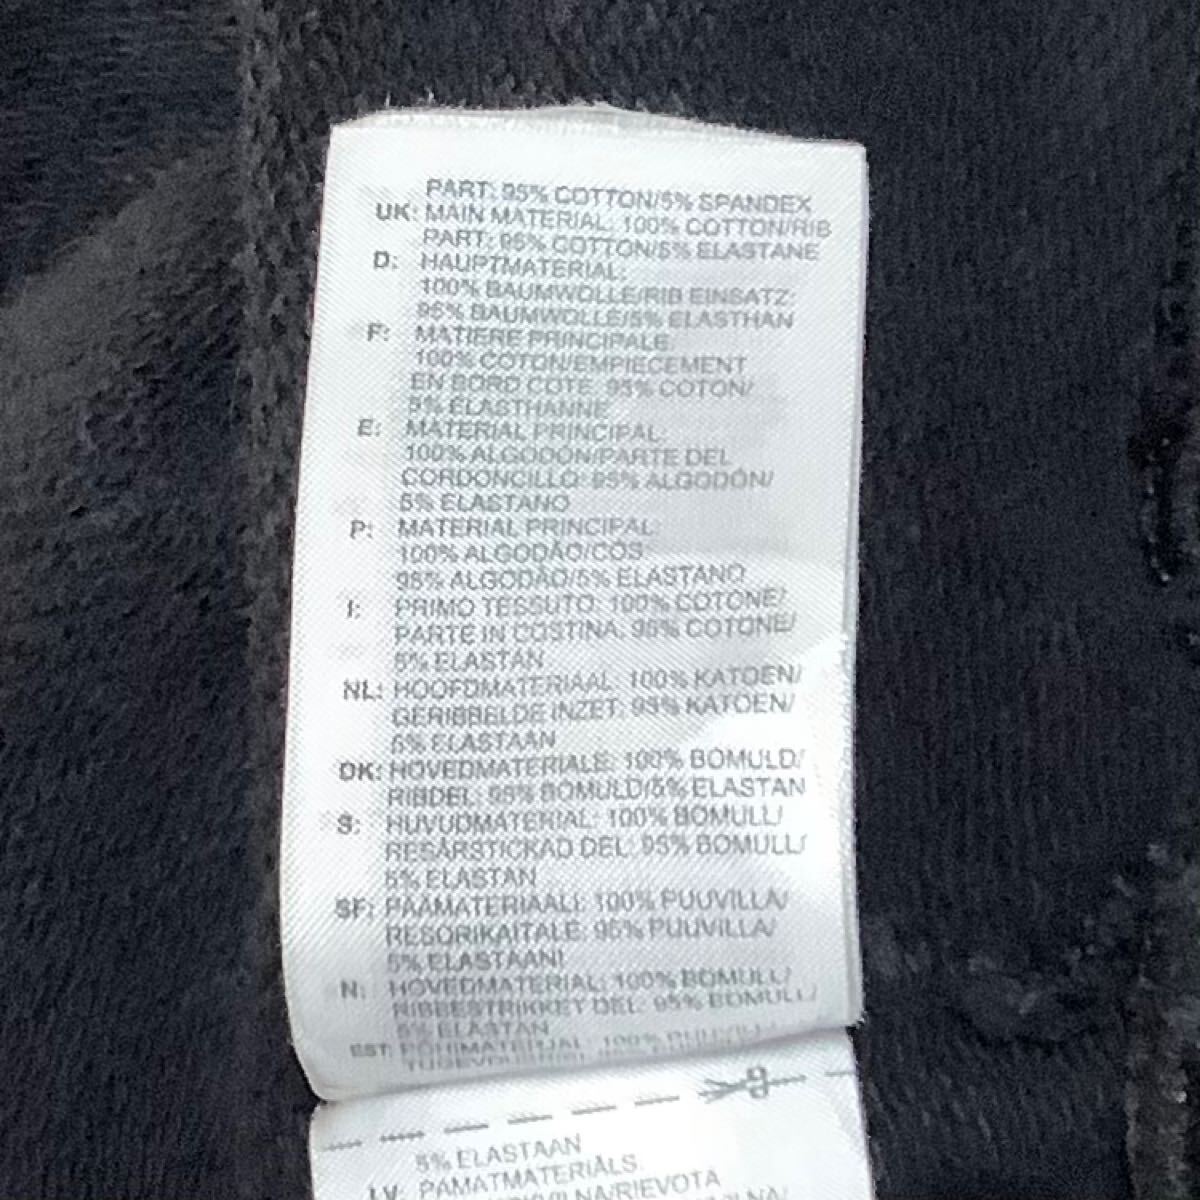 PART: 95% COTTON/5% SPANDEX
UK: MAIN MATERIAL: 100% COTTON/RIB
PART: 95% COTTON/5% ELASTANE
D: HAUPTMATERIAL:
100% BAUMWOLLE/RIB EINSATZ:
95% BAUMWOLLE/5% ELASTHAN
F: MATIERE PRINCIPALE:
100% COTON/EMPIECEMENT
EN BORD COTE: 95% COTON/
5% ELASTHANNE
E: MATERIAL PRINCIPAL:
100% ALGODÓN/PARTE DEL
CORDONCILLO: 95% ALGODÓN/
5% ELASTANO
P: MATERIAL PRINCIPAL:
100% ALGODÃO/CÓS
95% ALGODÃO/5% ELASTANO
I: PRIMO TESSUTO: 100% COTONE/
PARTE IN COSTINA: 95% COTONE/
5% ELASTAN
NL: HOOFDMATERIAAL: 100% KATOEN/
GERIBBELDE INZET: 95% KATOEN/
5% ELASTAAN
DK: HOVEDMATERIALE: 100% BOMULD/
RIBDEL: 95% BOMULD/5% ELASTAN
S: HUVUDMATERIAL: 100% BOMULL/
RESÅRSTICKAD DEL: 95% BOMULL/
5% ELASTAN
SF: PÄÄMATERIAALI: 100% PUUVILLA/
RESORIKAITALE: 95% PUUVILLA/
5% ELASTAANI
N: HOVEDMATERIAL: 100% BOMULL/
RIBBESTRIKKET DEL: 95% BOMULL/
5% ELASTAN
EST: PÕHIMATERJAL: 100% PUUVILL/
5% ELASTAAN
LV: PAMATMATERIĀLS: